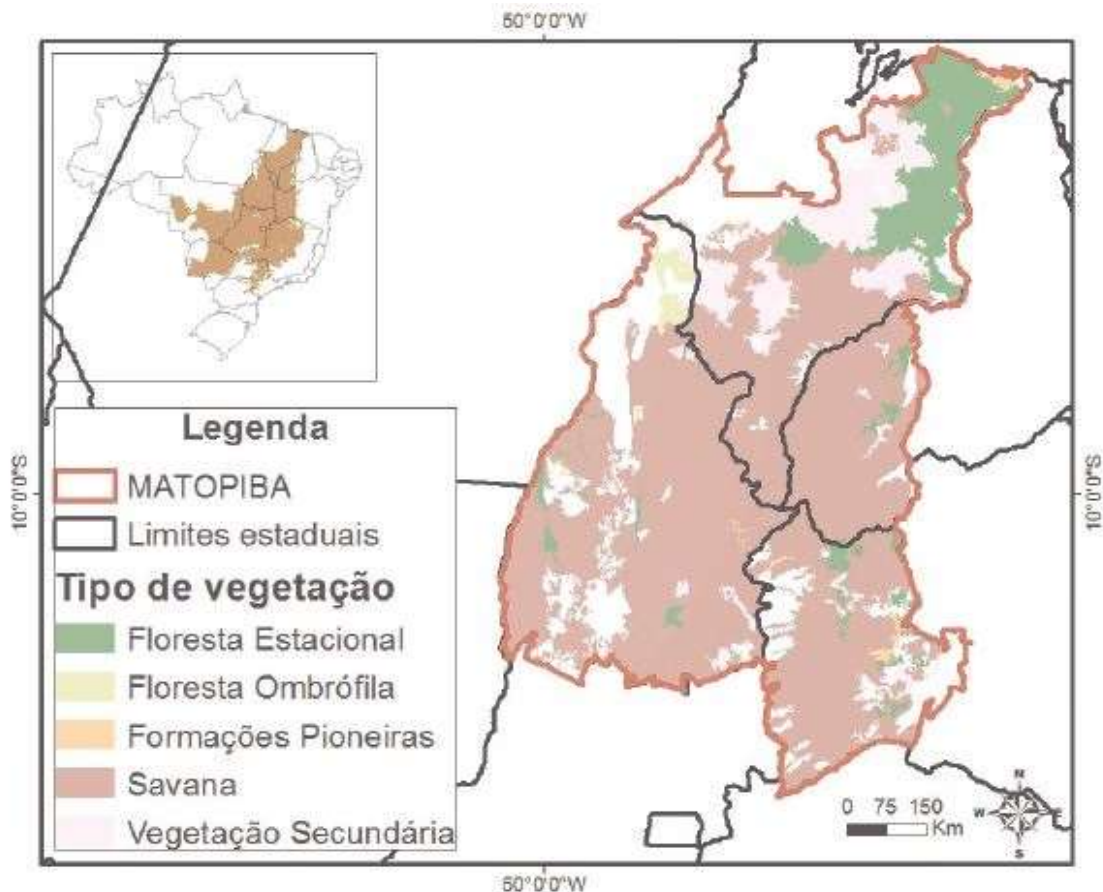 50°0'0"W
10°0'0"S
10°0'0"S
Legenda
MATOPIBA
Limites estaduais
Tipo de vegetação
Floresta Estacional
Floresta Ombrófila
Formações Pioneiras
Savana
Vegetação Secundária
0 75 150
Km
N
W E
S
50°0'0"W